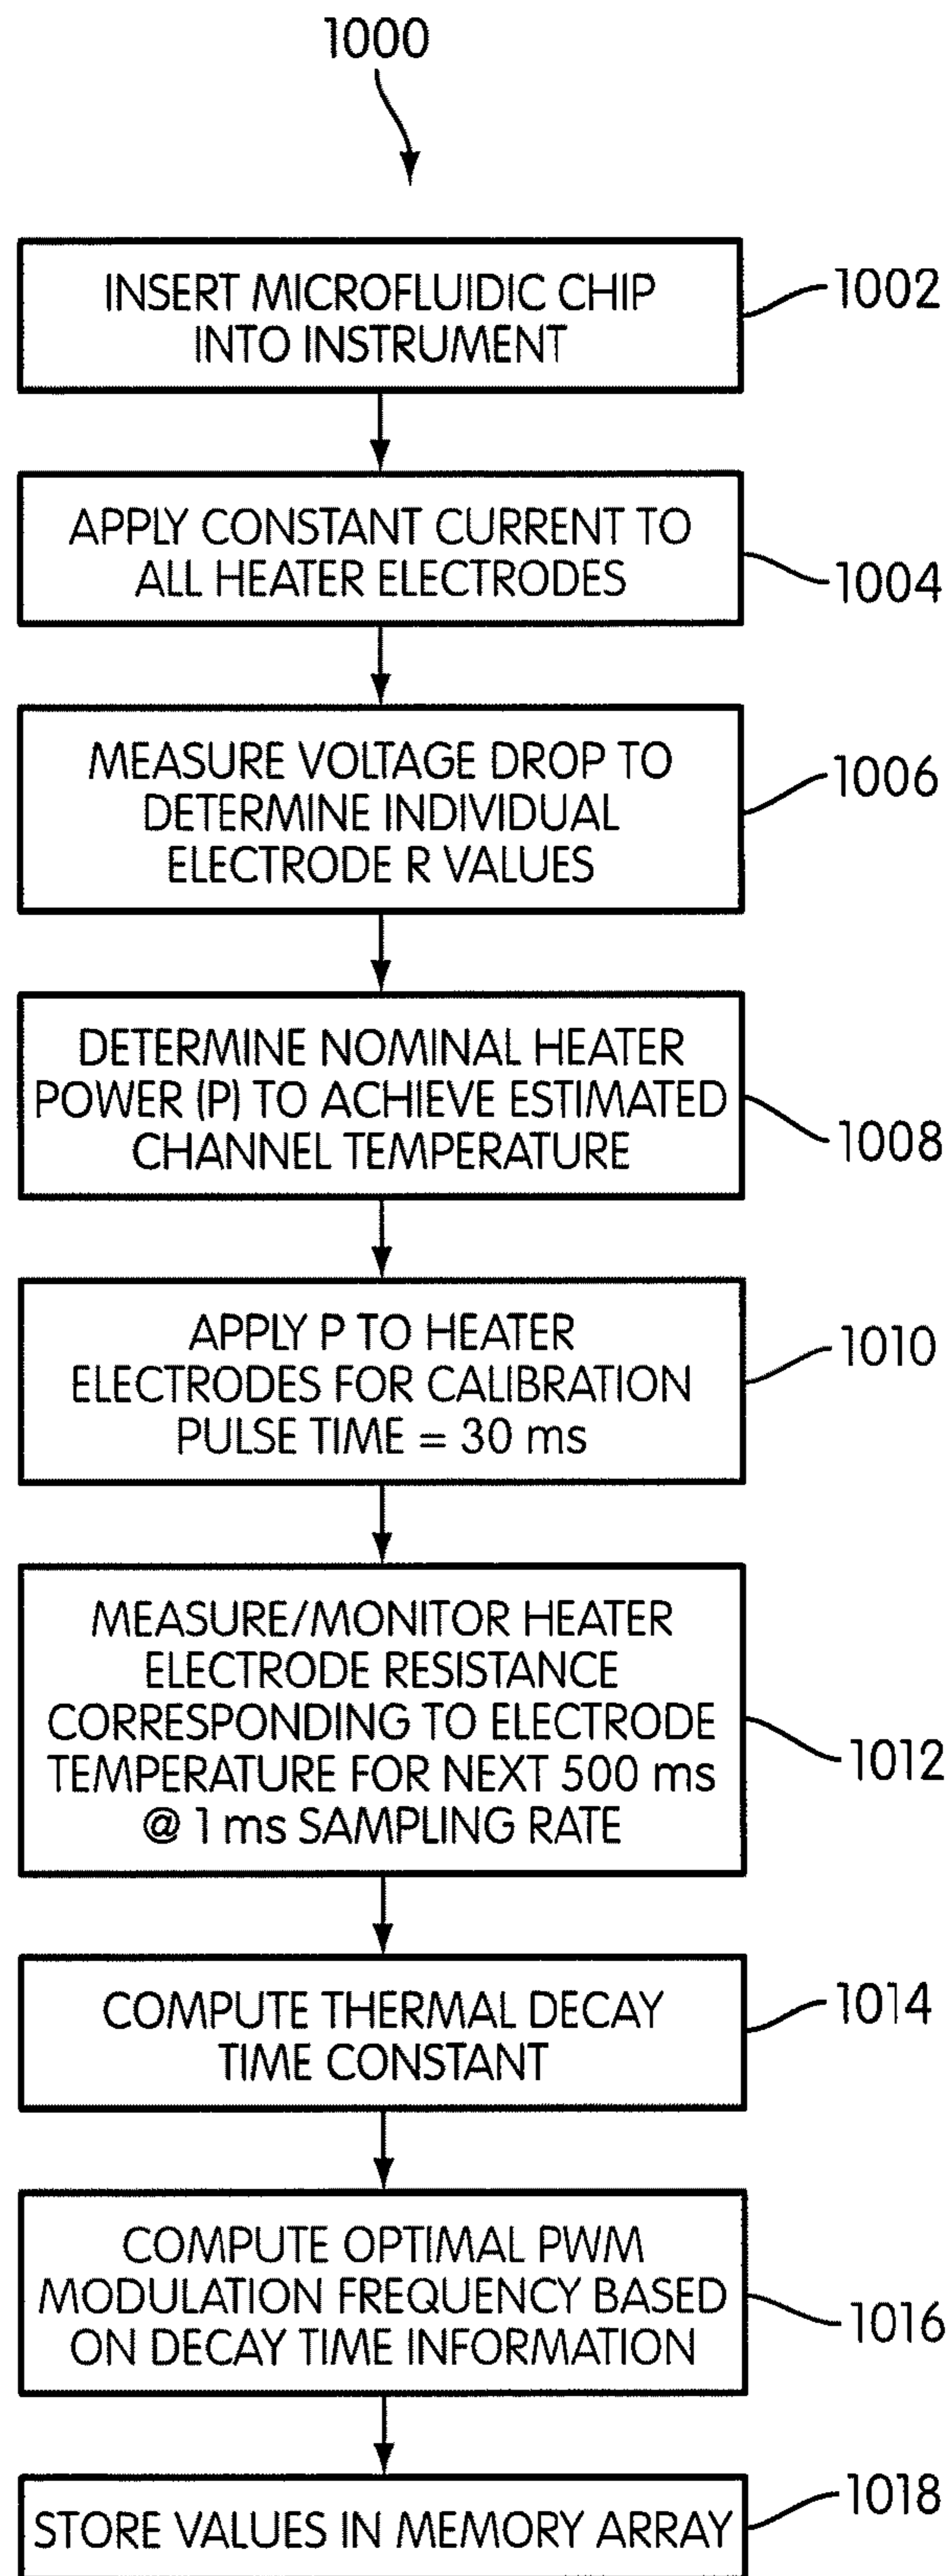 1000
INSERT MICROFLUIDIC CHIP
INTO INSTRUMENT
1002
APPLY CONSTANT CURRENT TO
ALL HEATER ELECTRODES
1004
MEASURE VOLTAGE DROP TO
DETERMINE INDIVIDUAL
ELECTRODE R VALUES
1006
DETERMINE NOMINAL HEATER
POWER (P) TO ACHIEVE ESTIMATED
CHANNEL TEMPERATURE
1008
APPLY P TO HEATER
ELECTRODES FOR CALIBRATION
PULSE TIME = 30 ms
1010
MEASURE/MONITOR HEATER
ELECTRODE RESISTANCE
CORRESPONDING TO ELECTRODE
TEMPERATURE FOR NEXT 500 ms
@ 1 ms SAMPLING RATE
1012
COMPUTE THERMAL DECAY
TIME CONSTANT
1014
COMPUTE OPTIMAL PWM
MODULATION FREQUENCY BASED
ON DECAY TIME INFORMATION
1016
STORE VALUES IN MEMORY ARRAY
1018